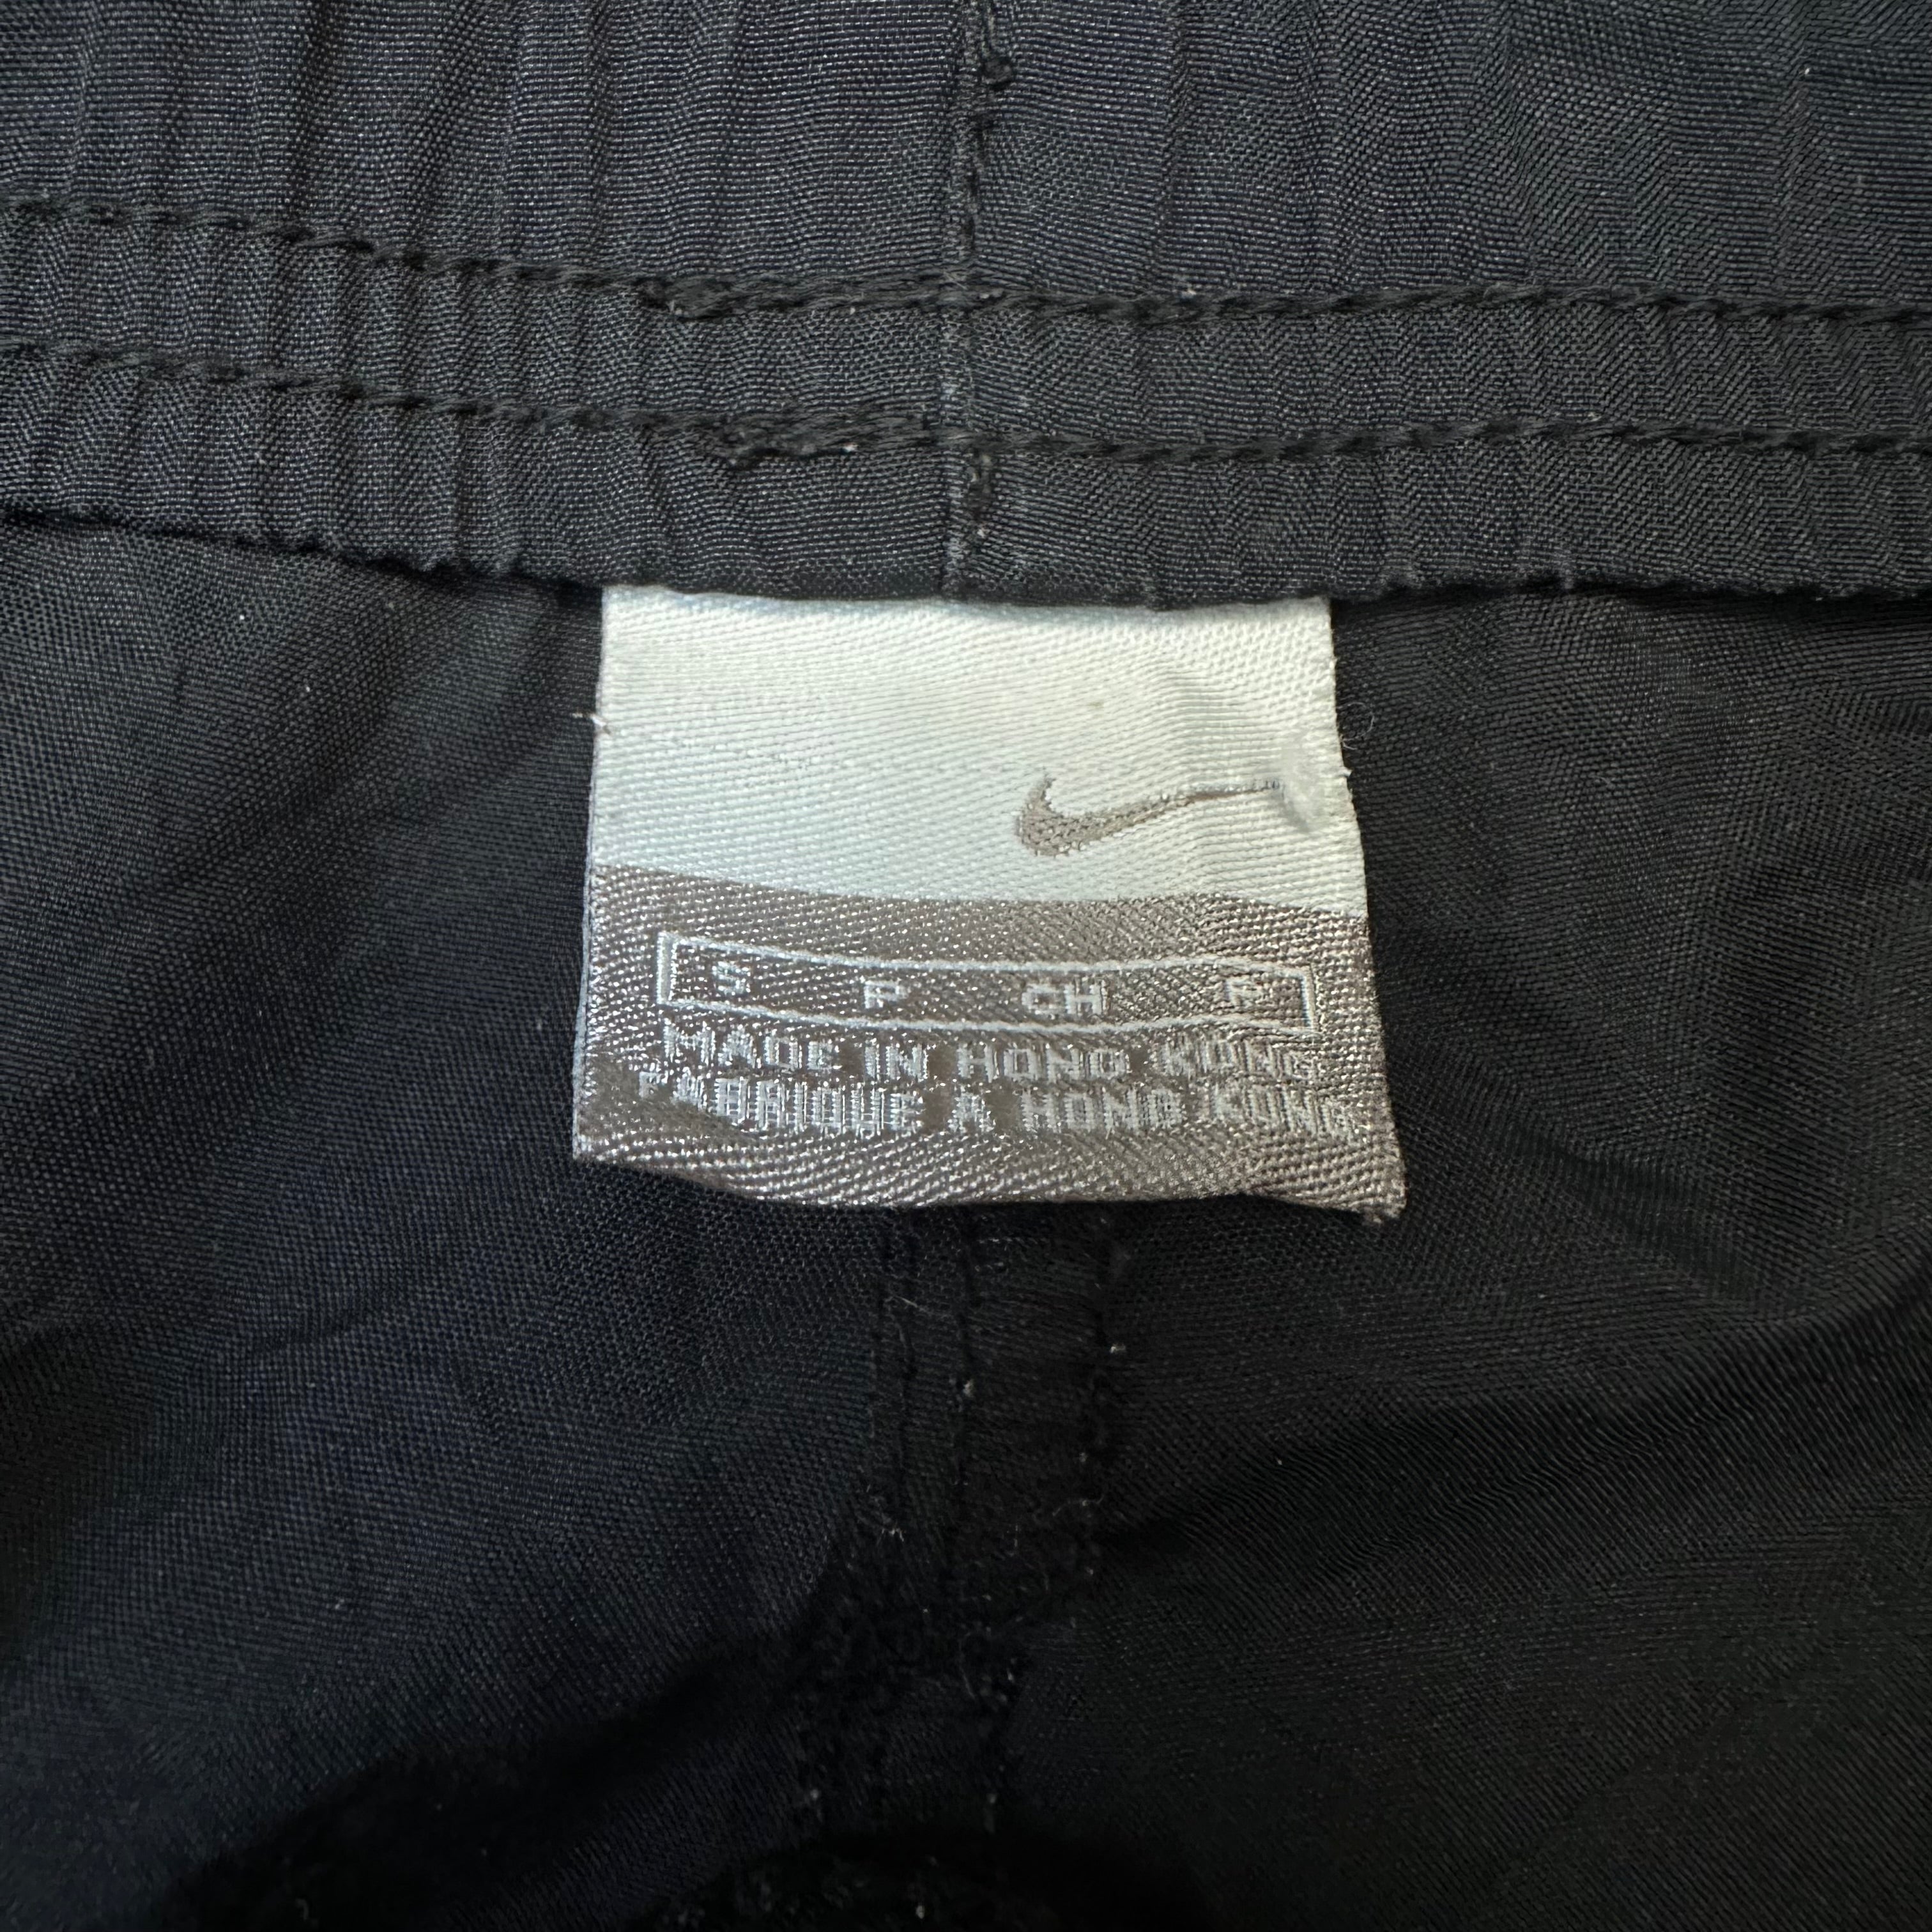 S P CH P
MADE IN HONG KONG
FABRIQUE A HONG KONG